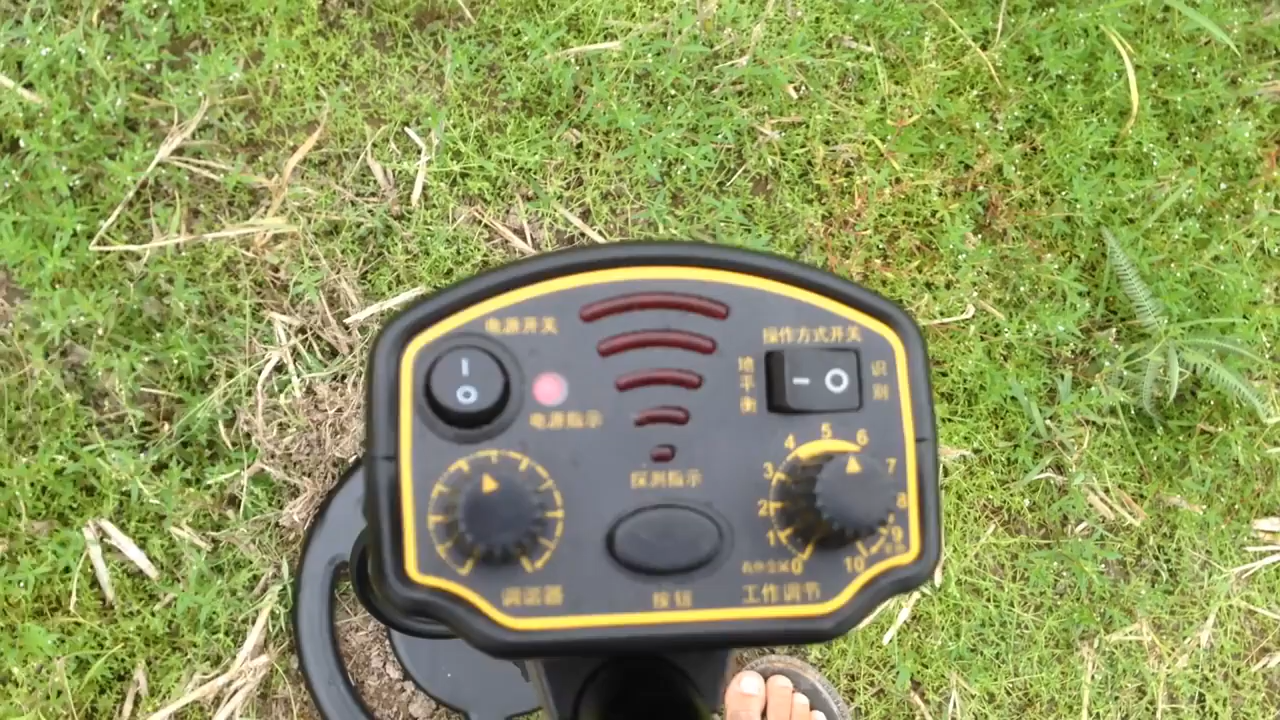 电源开关
操作方式开关
I
O
地平衡
— O
识别
电源指示
探测指示
0 1 2 3 4 5 6 7 8 9 10
调谐器
按钮
工作调节